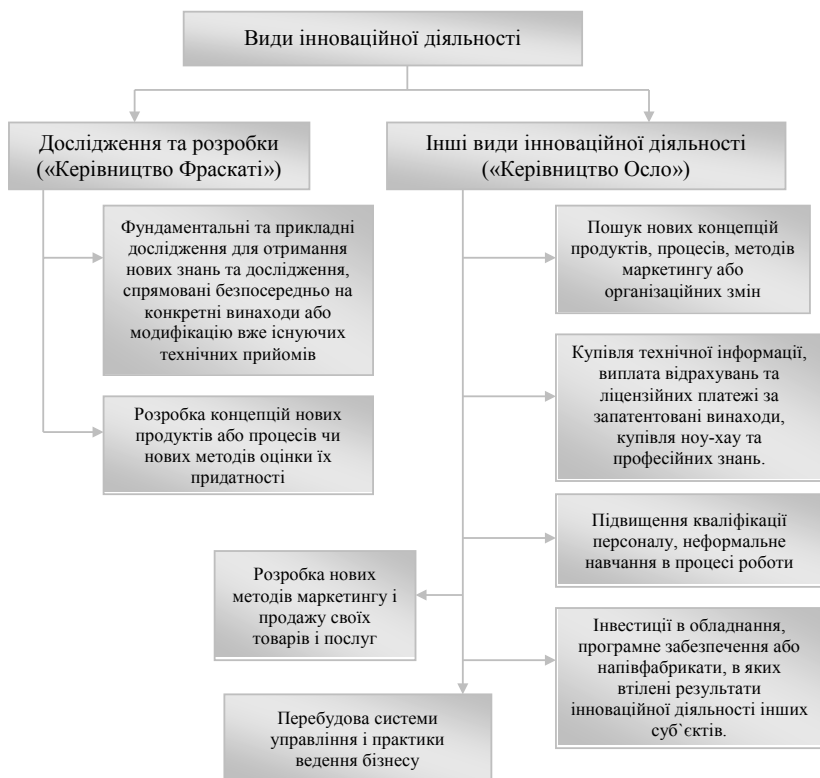 Види інноваційної діяльності
Дослідження та розробки
(«Керівництво Фраскаті»)
Фундаментальні та прикладні
дослідження для отримання
нових знань та дослідження,
спрямовані безпосередньо на
конкретні винаходи або
модифікацію вже існуючих
технічних прийомів
Розробка концепцій нових
продуктів або процесів чи
нових методів оцінки їх
придатності
Інші види інноваційної діяльності
(«Керівництво Осло»)
Пошук нових концепцій
продуктів, процесів, методів
маркетингу або
організаційних змін
Купівля технічної інформації,
виплата відрахувань та
ліцензійних платежі за
запатентовані винаходи,
купівля ноу-хау та
професійних знань.
Підвищення кваліфікації
персоналу, неформальне
навчання в процесі роботи
Розробка нових
методів маркетингу і
продажу своїх
товарів і послуг
Інвестиції в обладнання,
програмне забезпечення або
напівфабрикати, в яких
втілені результати
інноваційної діяльності інших
суб`єктів.
Перебудова системи
управління і практики
ведення бізнесу